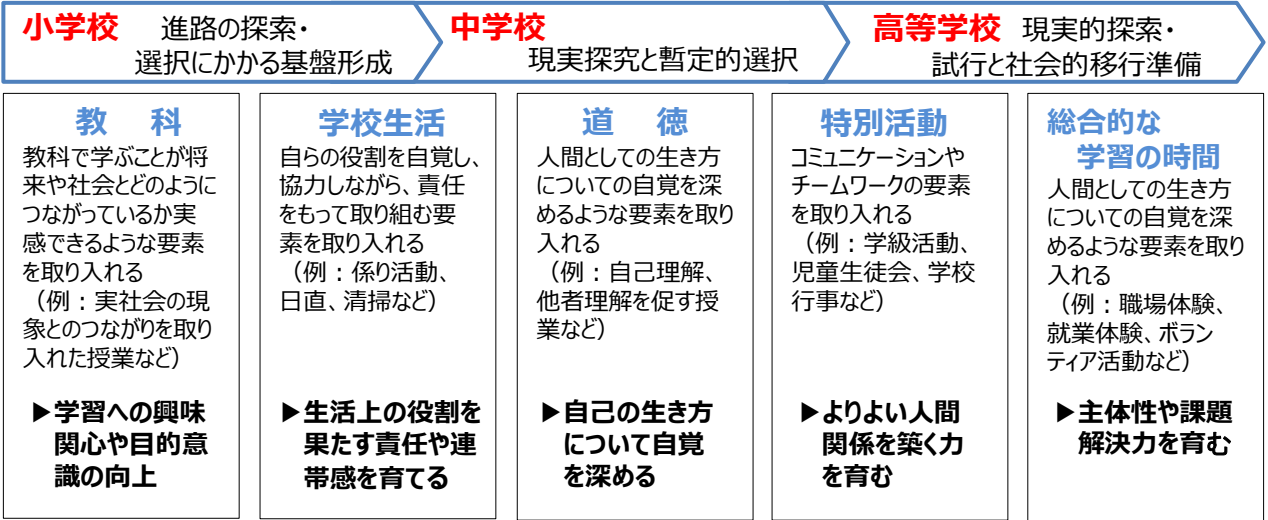 小学校 進路の探索・
選択にかかる基盤形成
中学校
現実探究と暫定的選択
高等学校 現実的探索・
試行と社会的移行準備
教 科
教科で学ぶことが将
来や社会とどのように
つながっているか実
感できるような要素
を取り入れる
(例:実社会の現
象とのつながりを取り
入れた授業など)
▶学習への興味
関心や目的意
識の向上
学校生活
自らの役割を自覚し、
協力しながら、責任
をもって取り組む要
素を取り入れる
(例:係り活動、
日直、清掃など)
▶生活上の役割を
果たす責任や連
帯感を育てる
道 徳
人間としての生き方
についての自覚を深
めるような要素を取り
入れる
(例:自己理解、
他者理解を促す授
業など)
▶自己の生き方
について自覚
を深める
特別活動
コミュニケーションや
チームワークの要素
を取り入れる
(例:学級活動、
児童生徒会、学校
行事など)
▶よりよい人間
関係を築く力
を育む
総合的な
学習の時間
人間としての生き方
についての自覚を深
めるような要素を取り
入れる
(例:職場体験、
就業体験、ボラン
ティア活動など)
▶主体性や課題
解決力を育む